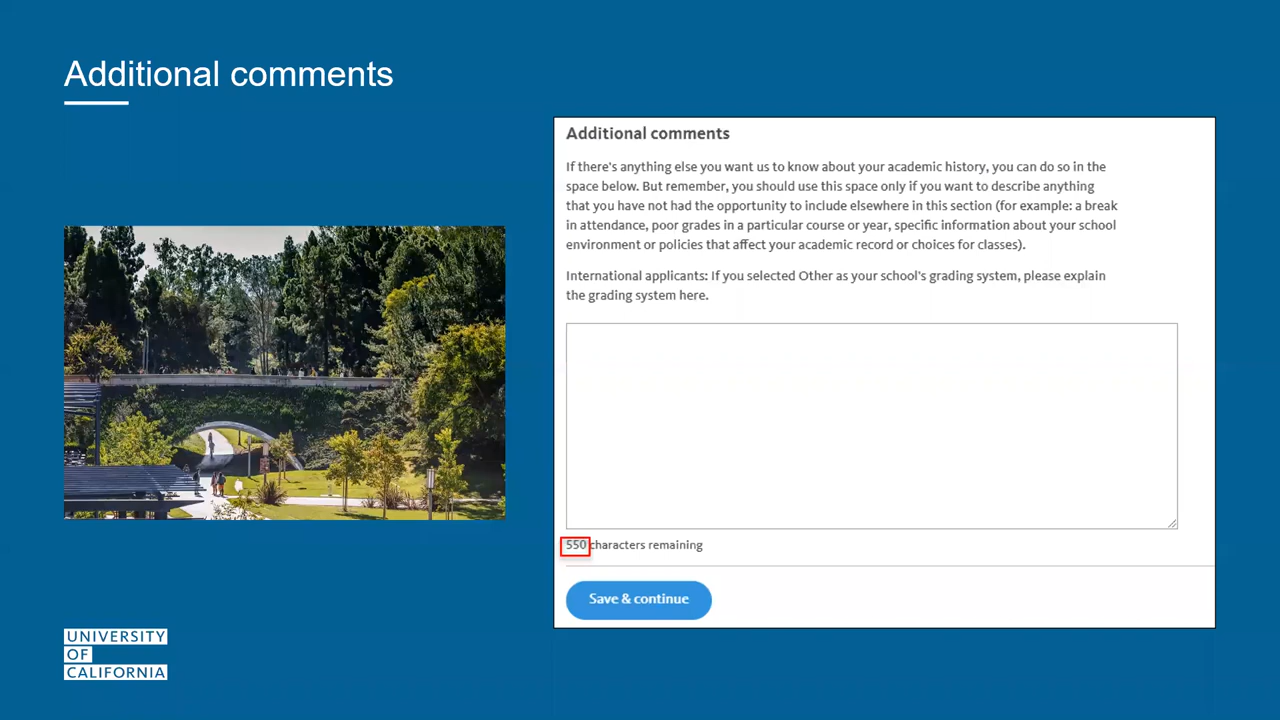 Additional comments
Additional comments
If there's anything else you want us to know about your academic history, you can do so in the
space below. But remember, you should use this space only if you want to describe anything
that you have not had the opportunity to include elsewhere in this section (for example: a break
in attendance, poor grades in a particular course or year, specific information about your school
environment or policies that affect your academic record or choices for classes).
International applicants: If you selected Other as your school's grading system, please explain
the grading system here.
550 characters remaining
Save & continue
UNIVERSITY
OF
CALIFORNIA